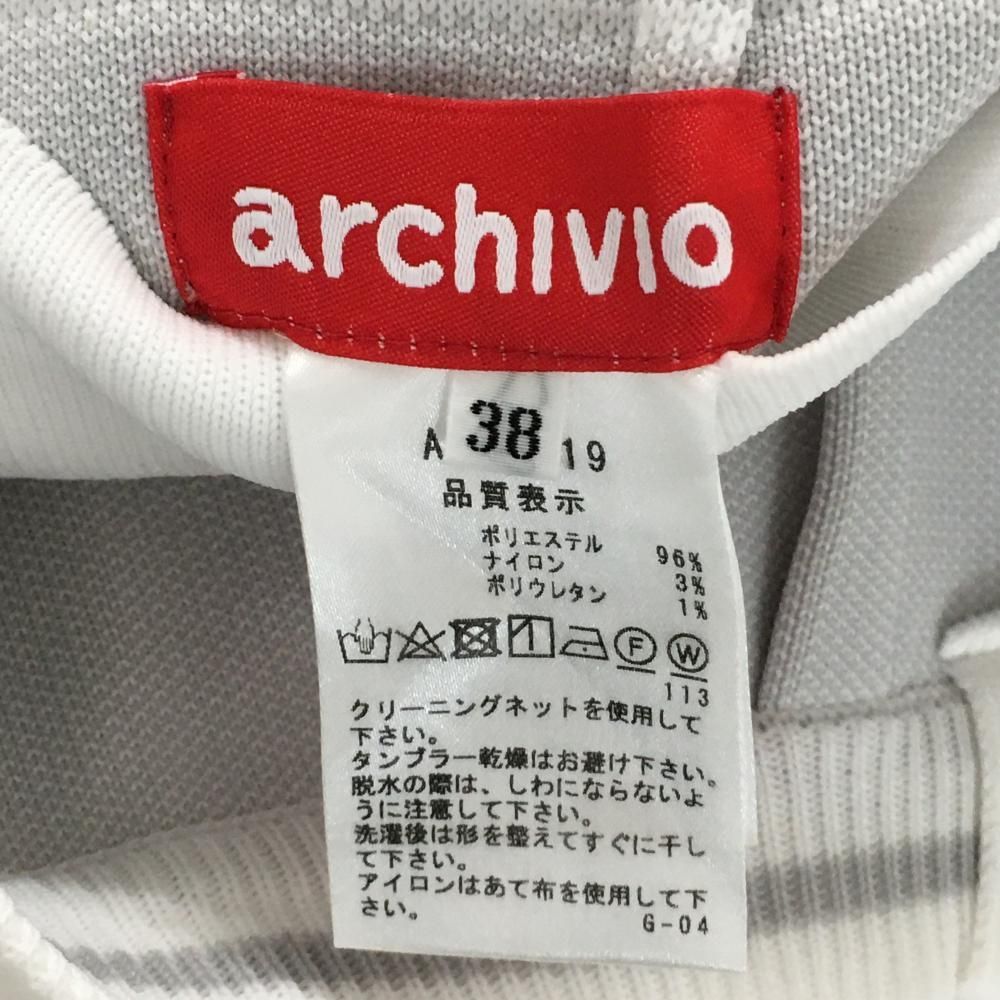 archivio
38
A 19
品質表示
ポリエステル 96%
ナイロン 3%
ポリウレタン 1%
F W
113
クリーニングネットを使用して
下さい。
タンブラー乾燥はお避け下さい。
脱水の際は、しわにならないよ
うに注意して下さい。
洗濯後は形を整えてすぐに干し
て下さい。
アイロンはあて布を使用して下
さい。
G-04